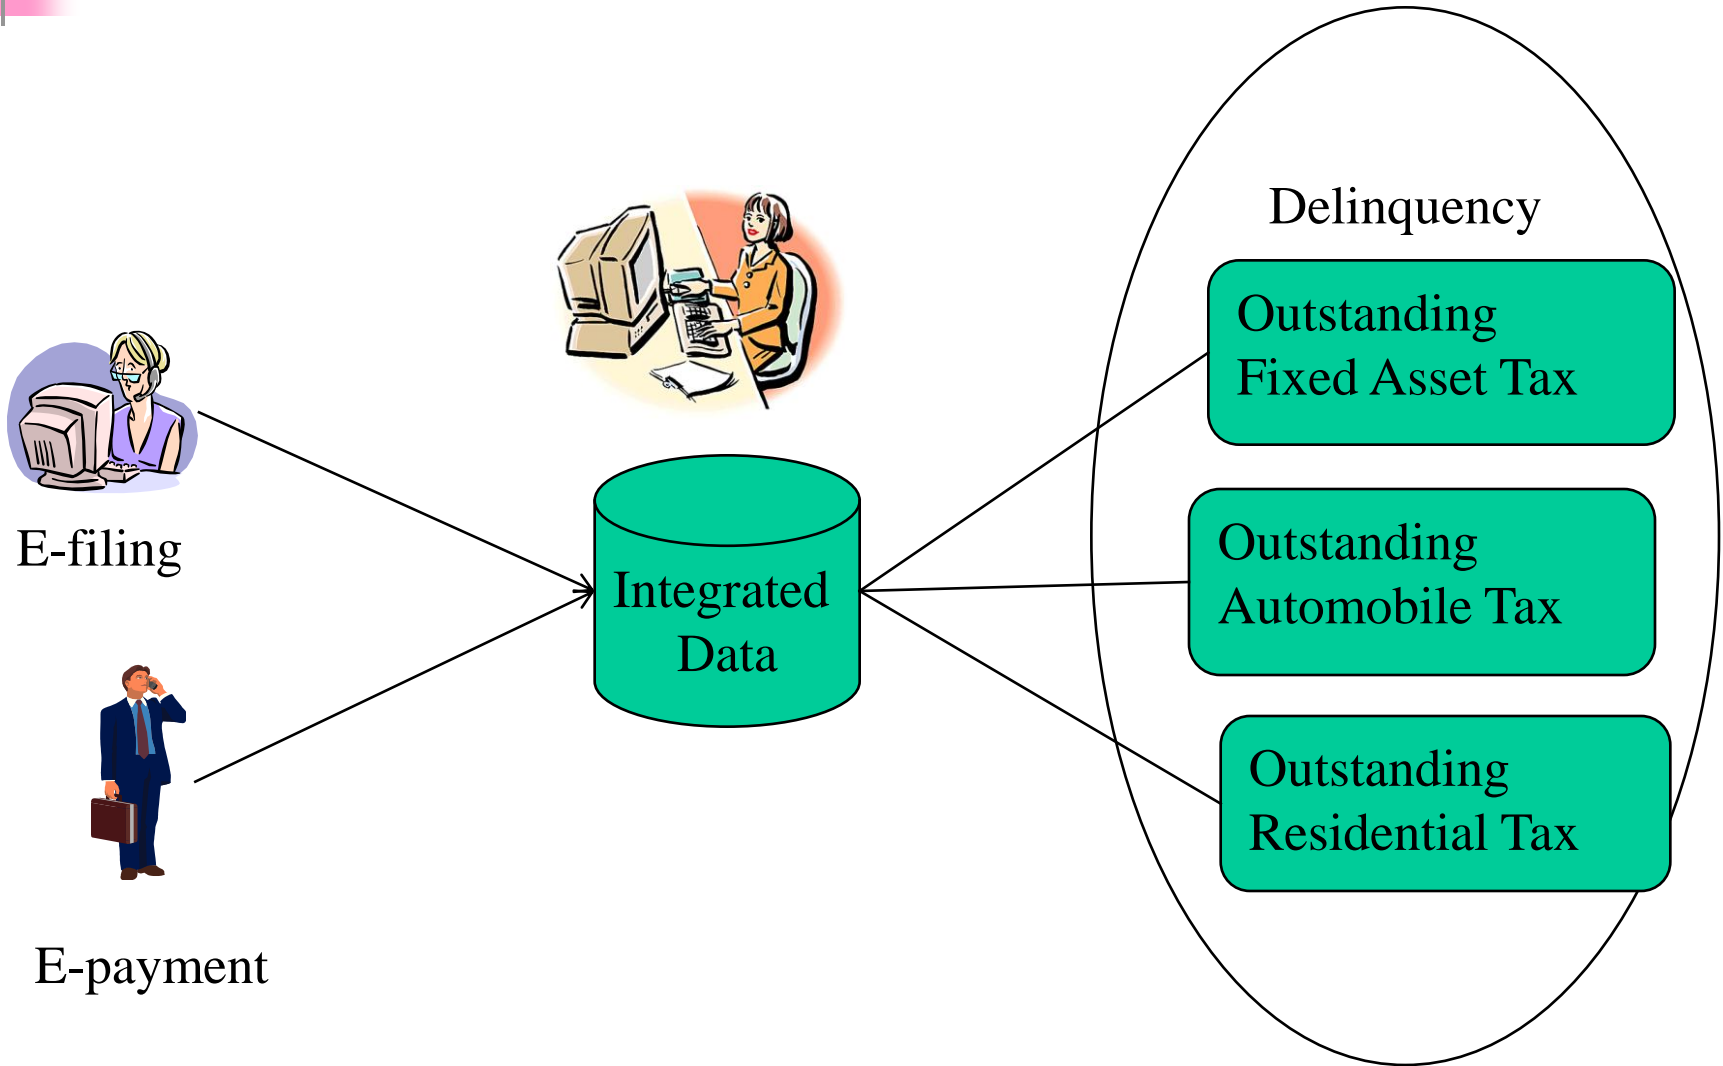 E-filing
E-payment
Integrated
Data
Delinquency
Outstanding
Fixed Asset Tax
Outstanding
Automobile Tax
Outstanding
Residential Tax